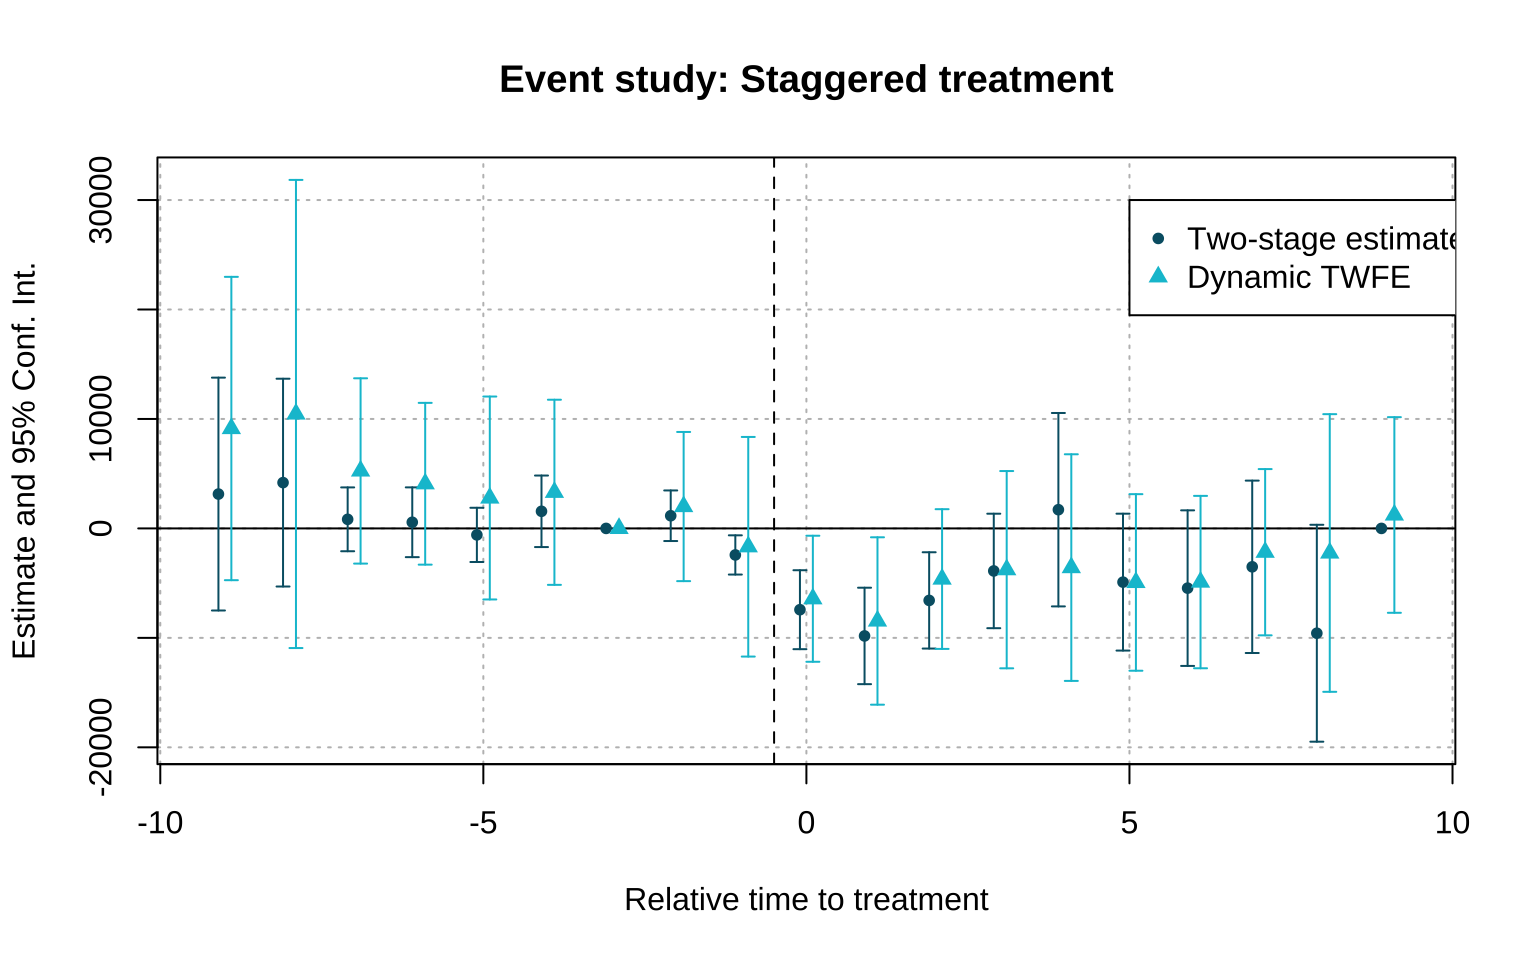 Event study: Staggered treatment
Estimate and 95% Conf. Int.
30000
10000
0
-20000
Two-stage estimate
Dynamic TWFE
-10 -5 0 5 10
Relative time to treatment